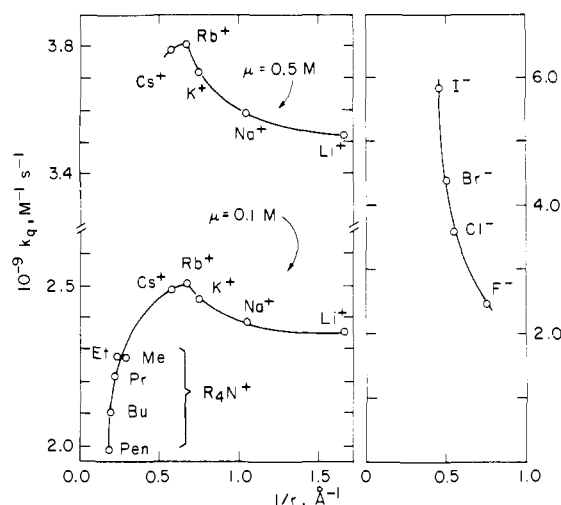 3.8
3.4
2.5
2.0
10⁻⁹ k_q, M⁻¹ s⁻¹
Rb⁺
Cs⁺
K⁺
μ = 0.5 M
Na⁺
Li⁺
μ = 0.1 M
Rb⁺
Cs⁺
K⁺
Na⁺
Li⁺
Et
Me
Pr
R₄N⁺
Bu
Pen
0.0
0.5
1.0
1.5
1/r, Å⁻¹
I⁻
Br⁻
Cl⁻
F⁻
6.0
4.0
2.0
0
0.5
1.0